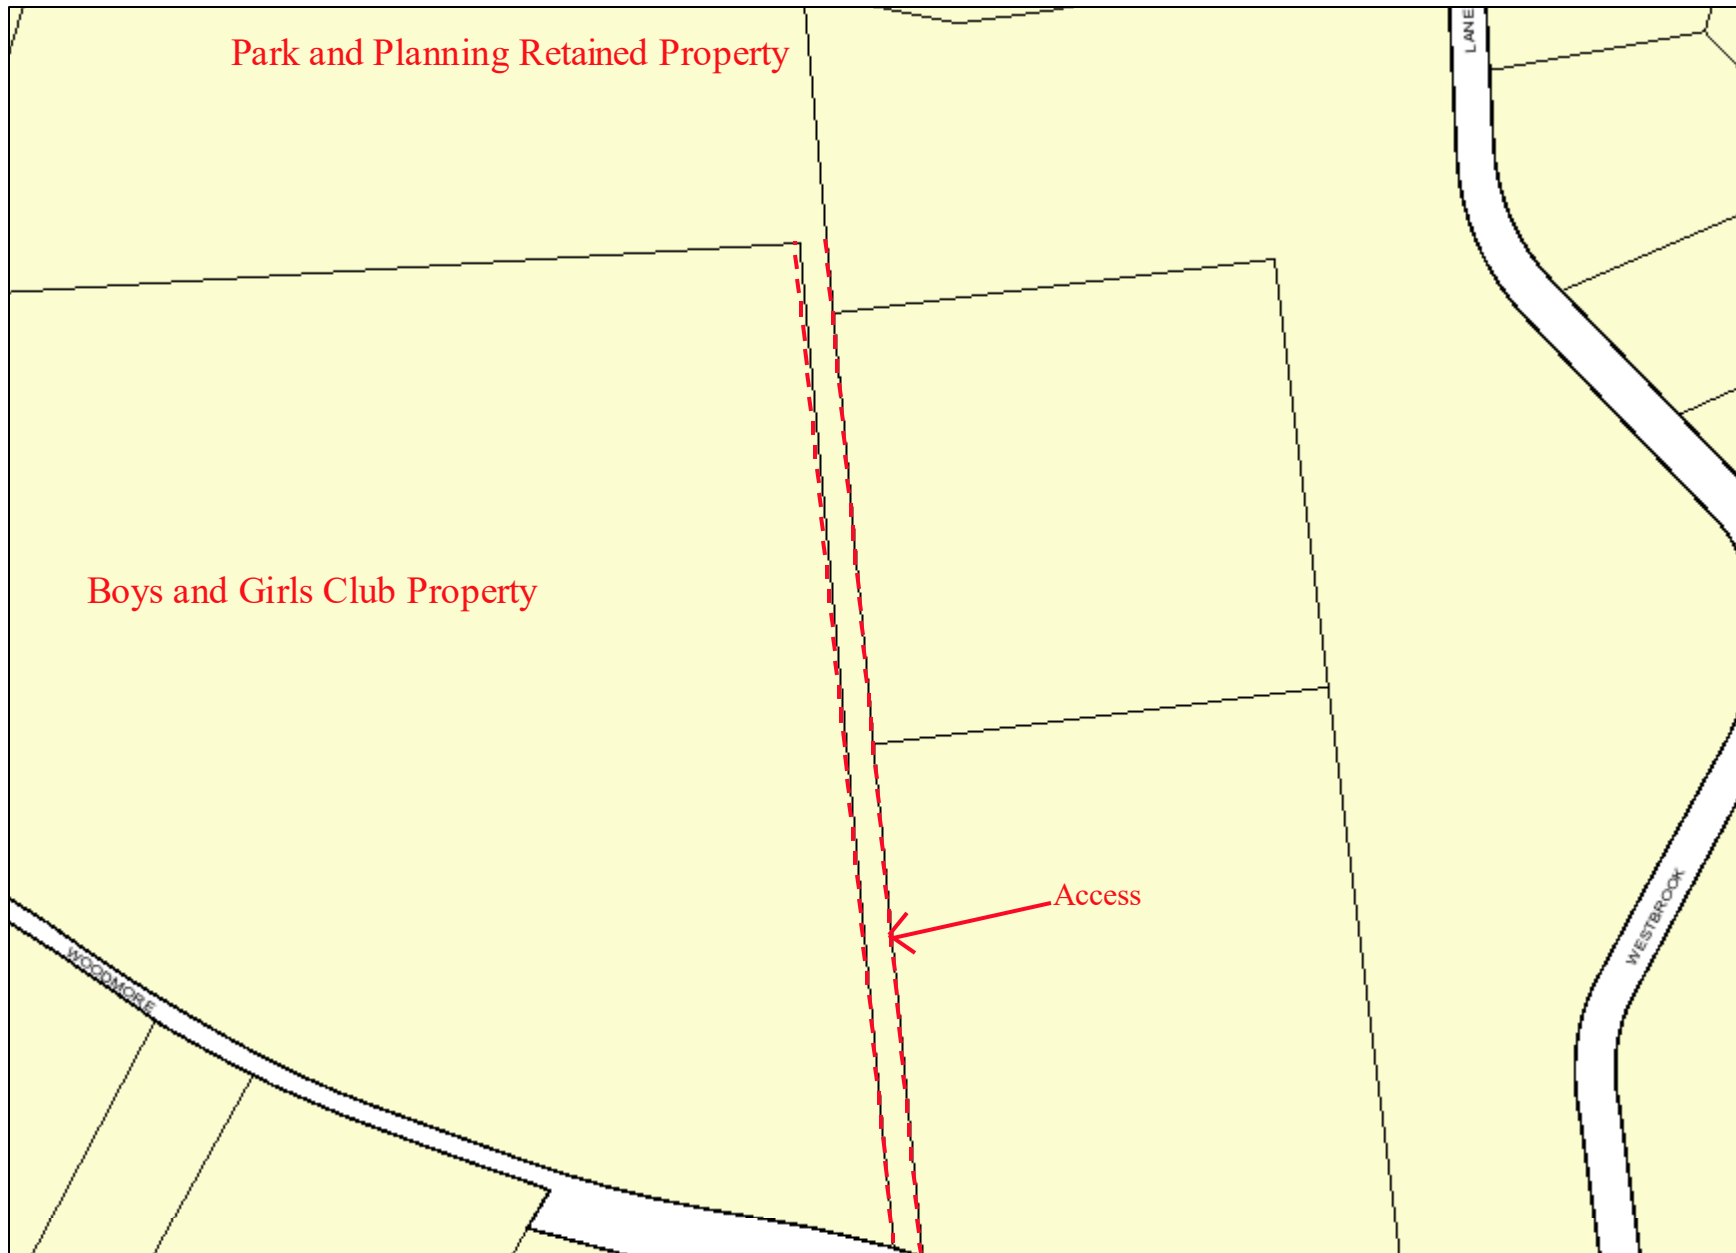 LANE
Park and Planning Retained Property
Boys and Girls Club Property
Access
WESTBROOK
WOODMORE